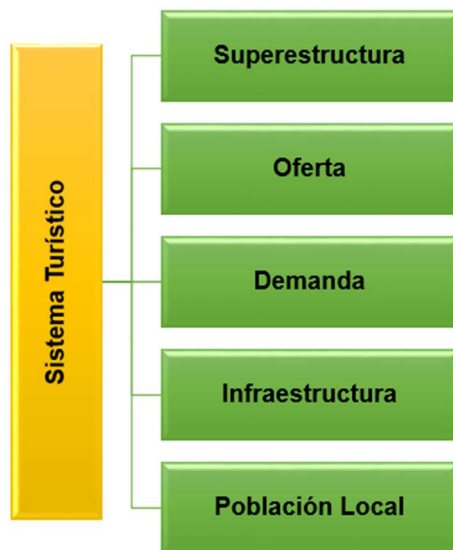 Sistema Turístico
Superestructura
Oferta
Demanda
Infraestructura
Población Local